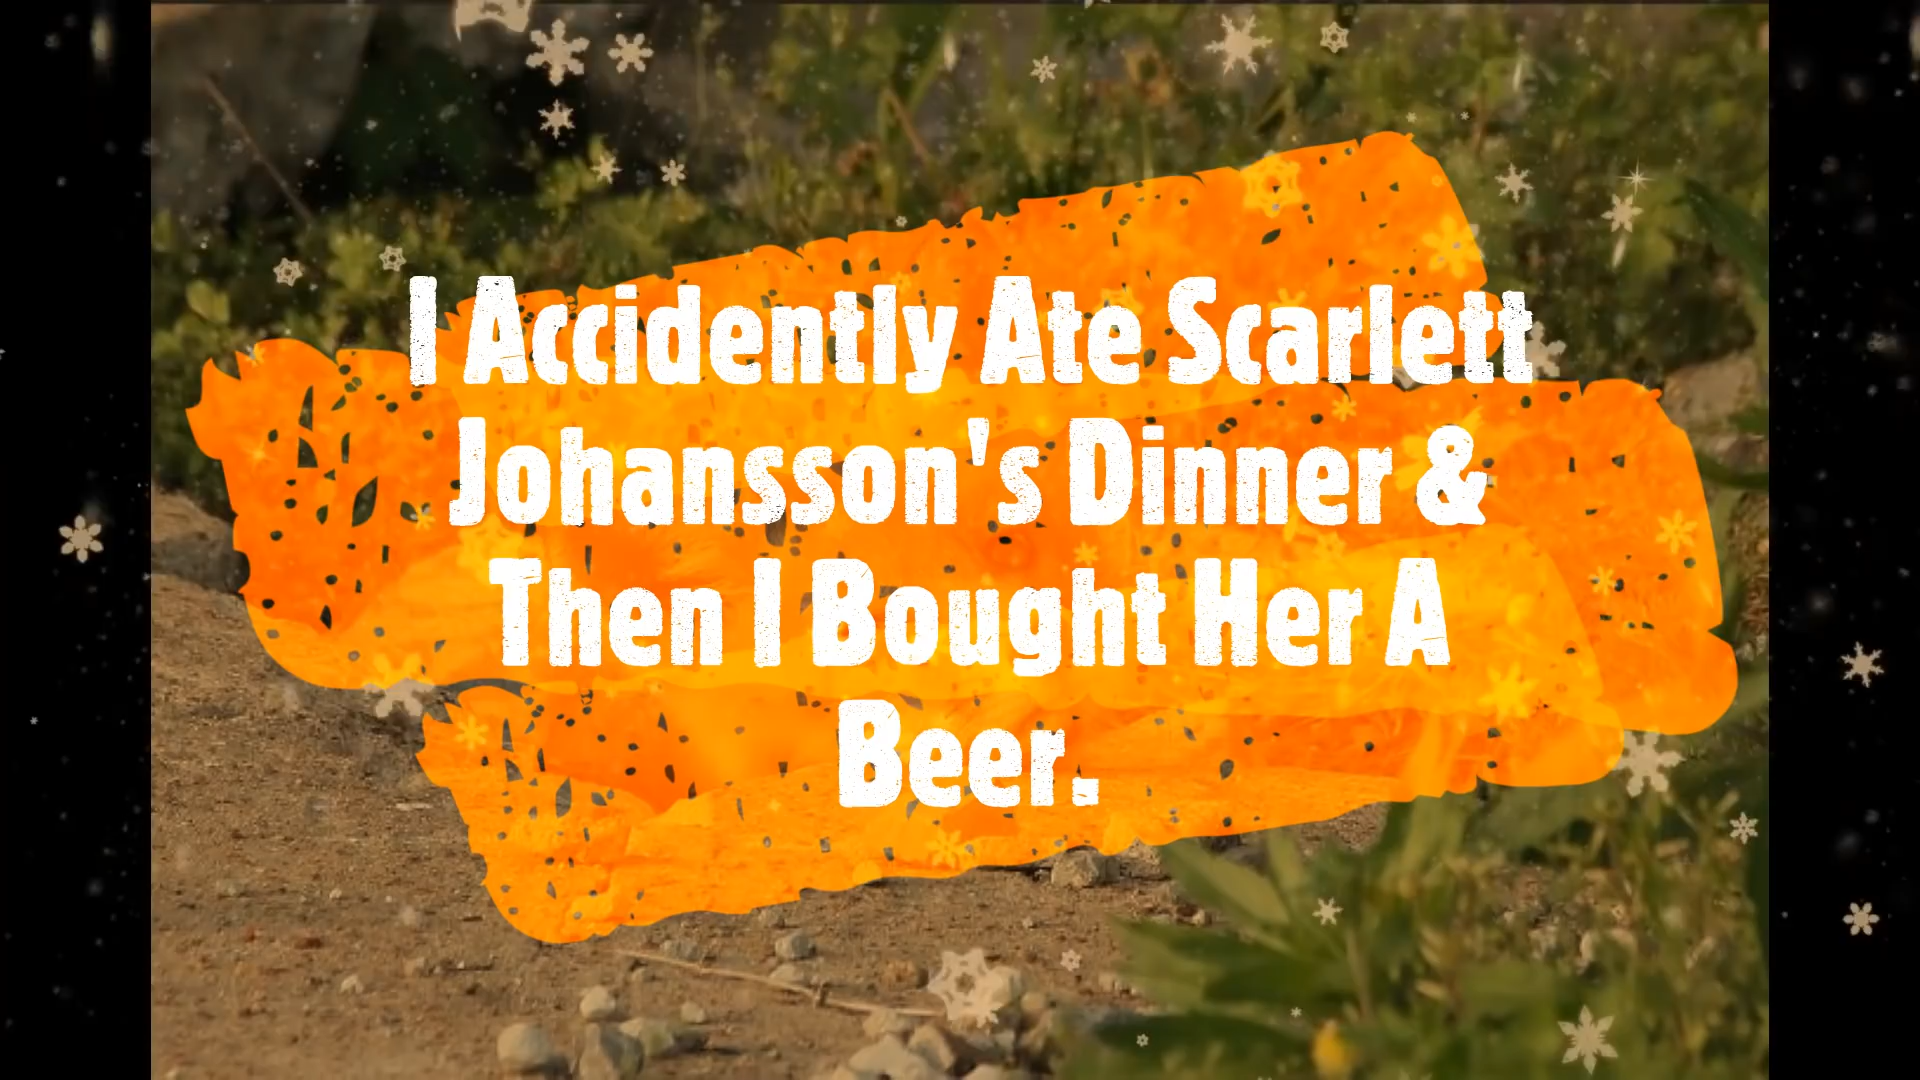 I Accidently Ate Scarlett
Johansson's Dinner &
Then I Bought Her A
Beer.